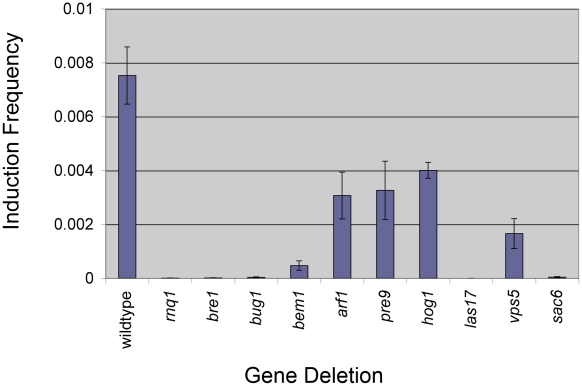 Induction Frequency
0.01
0.008
0.006
0.004
0.002
0
wildtype
rnq1
bre1
bug1
bem1
arf1
pre9
hog1
las17
vps5
sac6
Gene Deletion